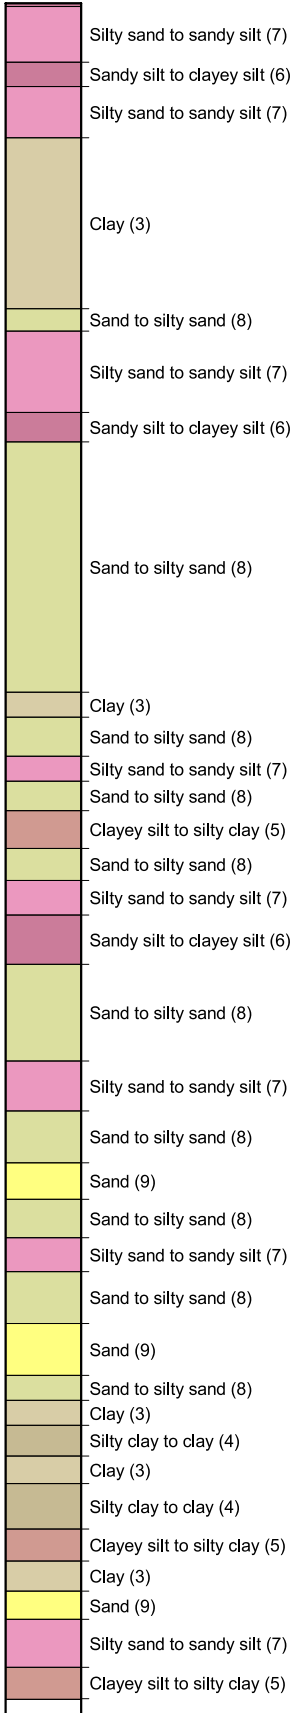 Silty sand to sandy silt (7)
Sandy silt to clayey silt (6)
Silty sand to sandy silt (7)
Clay (3)
Sand to silty sand (8)
Silty sand to sandy silt (7)
Sandy silt to clayey silt (6)
Sand to silty sand (8)
Clay (3)
Sand to silty sand (8)
Silty sand to sandy silt (7)
Sand to silty sand (8)
Clayey silt to silty clay (5)
Sand to silty sand (8)
Silty sand to sandy silt (7)
Sandy silt to clayey silt (6)
Sand to silty sand (8)
Silty sand to sandy silt (7)
Sand to silty sand (8)
Sand (9)
Sand to silty sand (8)
Silty sand to sandy silt (7)
Sand to silty sand (8)
Sand (9)
Sand to silty sand (8)
Clay (3)
Silty clay to clay (4)
Clay (3)
Silty clay to clay (4)
Clayey silt to silty clay (5)
Clay (3)
Sand (9)
Silty sand to sandy silt (7)
Clayey silt to silty clay (5)